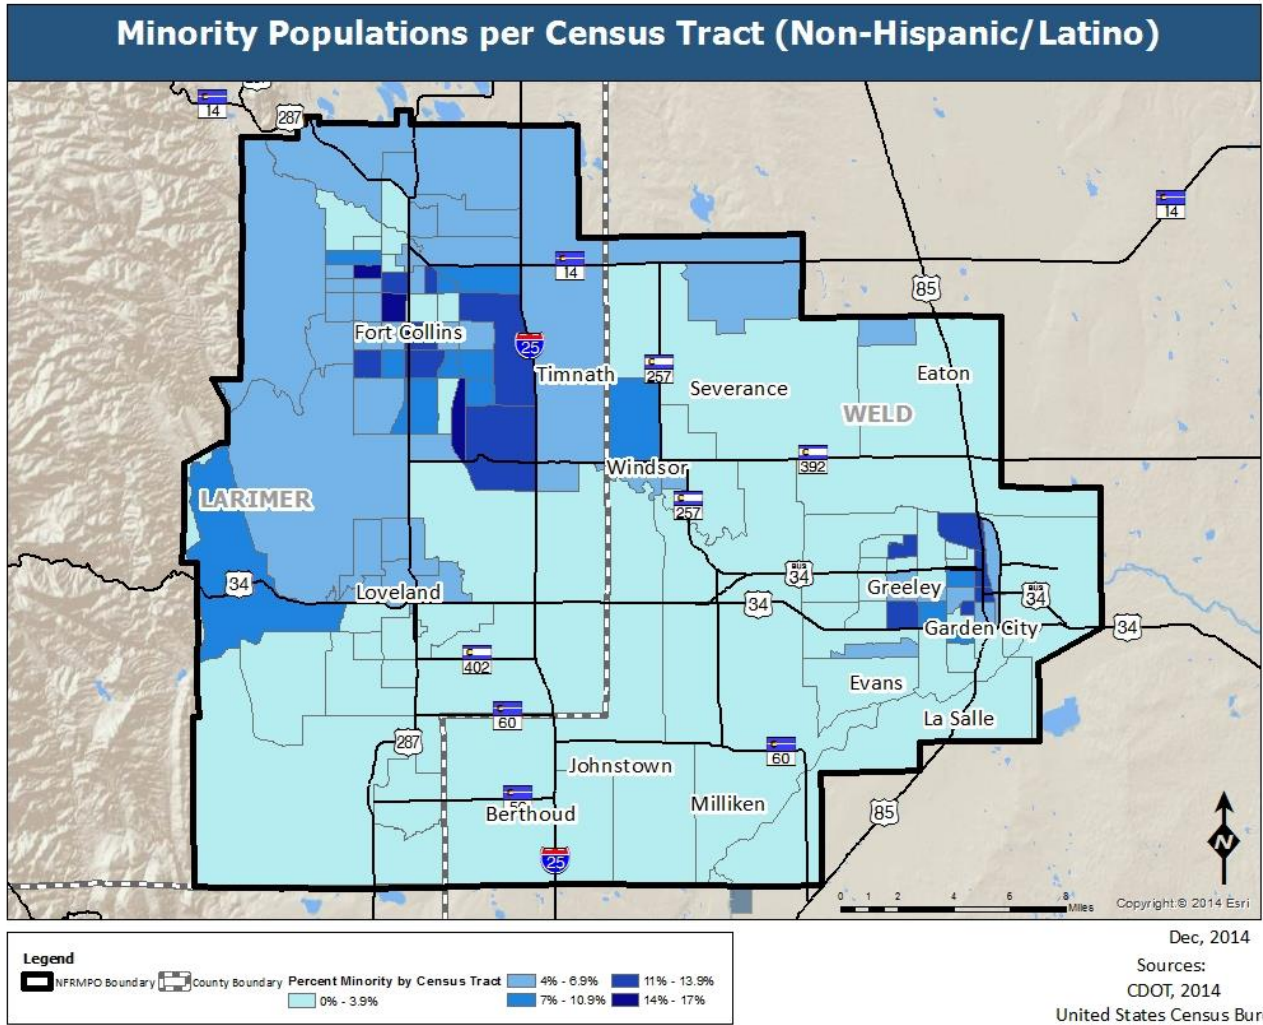 Minority Populations per Census Tract (Non-Hispanic/Latino)
14
287
14
14
85
Fort Collins
25
Timnath
257
Severance
Eaton
WELD
392
Windsor
LARIMER
257
34
Loveland
BUS
34
34
Greeley
BUS
34
Garden City
34
402
Evans
60
La Salle
287
60
Johnstown
Milliken
Berthoud
85
25
N
0 1 2 4 6 8
Miles
Copyright:© 2014 Esri
Legend
NFRMPO Boundary County Boundary Percent Minority by Census Tract
0% - 3.9%
4% - 6.9%
7% - 10.9%
11% - 13.9%
14% - 17%
Dec, 2014
Sources:
CDOT, 2014
United States Census Bur